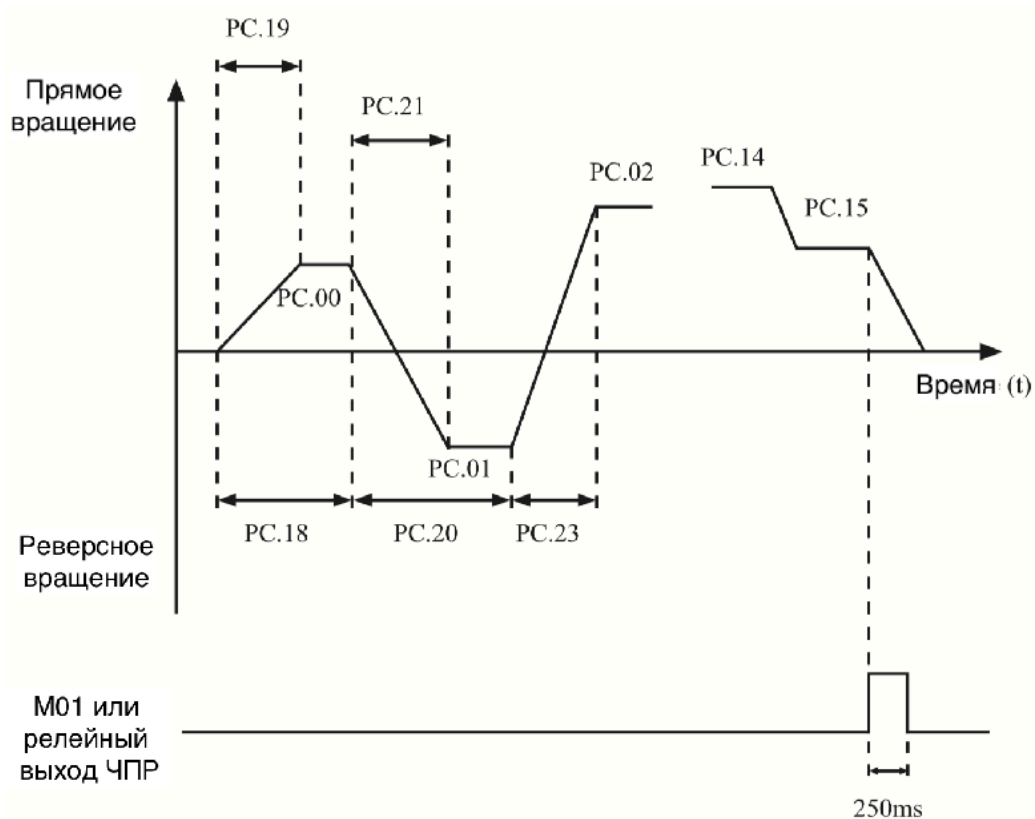 PC.19
Прямое
вращение
PC.21
PC.02
PC.14
PC.15
PC.00
Время (t)
PC.01
PC.18
PC.20
PC.23
Реверсное
вращение
M01 или
релейный
выход ЧПР
250ms